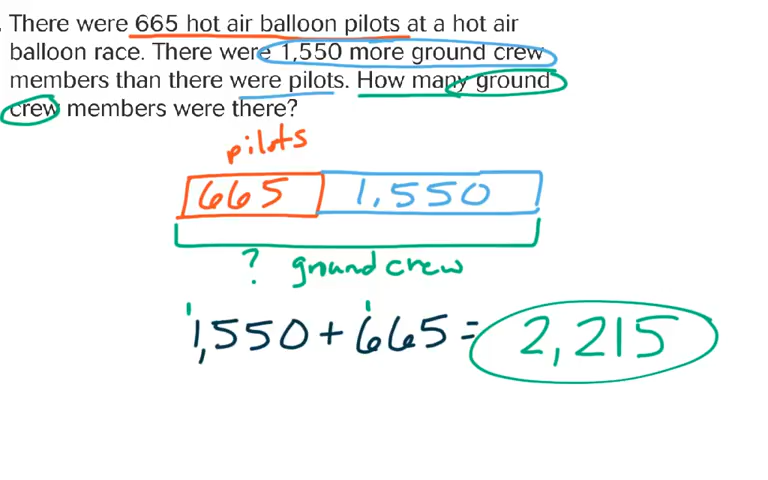 . There were 665 hot air balloon pilots at a hot air
balloon race. There were 1,550 more ground crew
members than there were pilots. How many ground
crew members were there?
pilots
665 1,550
? ground crew
1 1
1,550 + 665 = 2,215